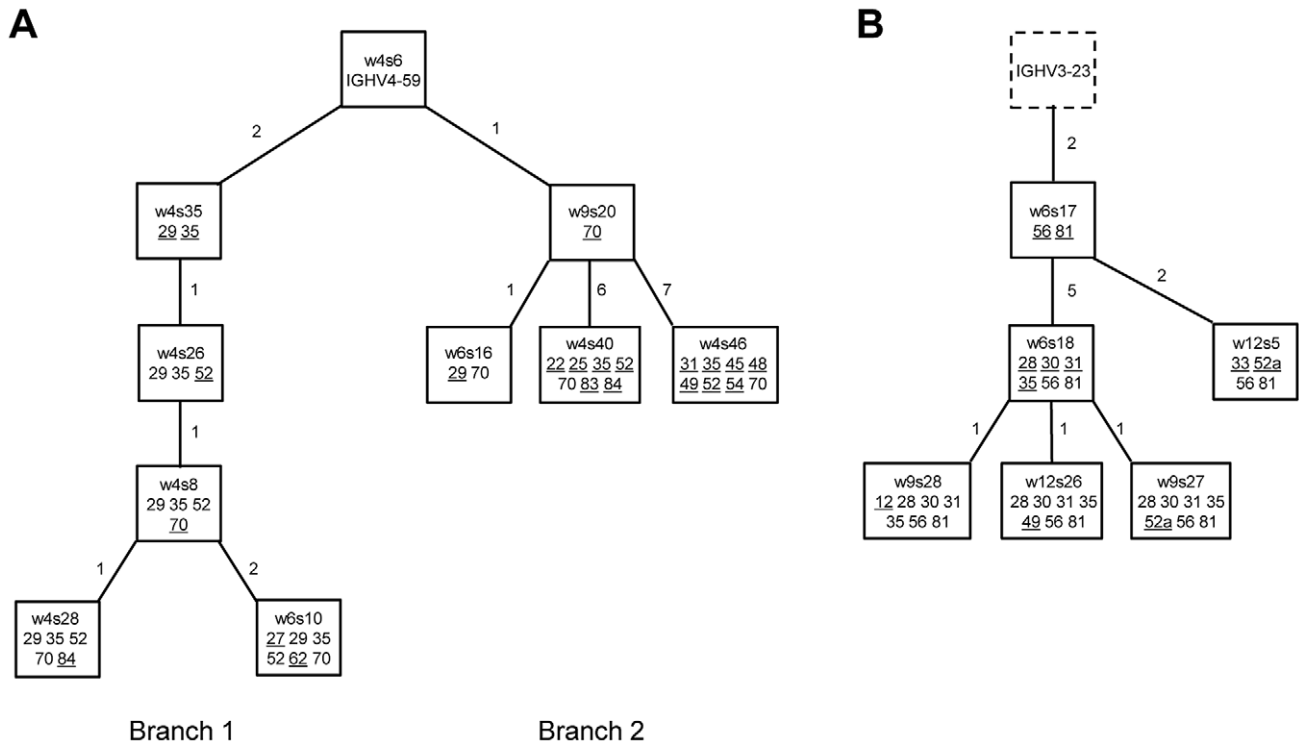 A
B
w4s6
IGHV4-59
IGHV3-23
2
1
2
w4s35
29 35
w9s20
70
w6s17
56 81
1
1
6
7
5
2
w4s26
29 35 52
w6s16
29 70
w4s40
22 25 35 52
70 83 84
w4s46
31 35 45 48
49 52 54 70
w6s18
28 30 31
35 56 81
w12s5
33 52a
56 81
1
1
1
1
w4s8
29 35 52
70
w9s28
12 28 30 31
35 56 81
w12s26
28 30 31 35
49 56 81
w9s27
28 30 31 35
52a 56 81
1
2
w4s28
29 35 52
70 84
w6s10
27 29 35
52 62 70
Branch 1
Branch 2